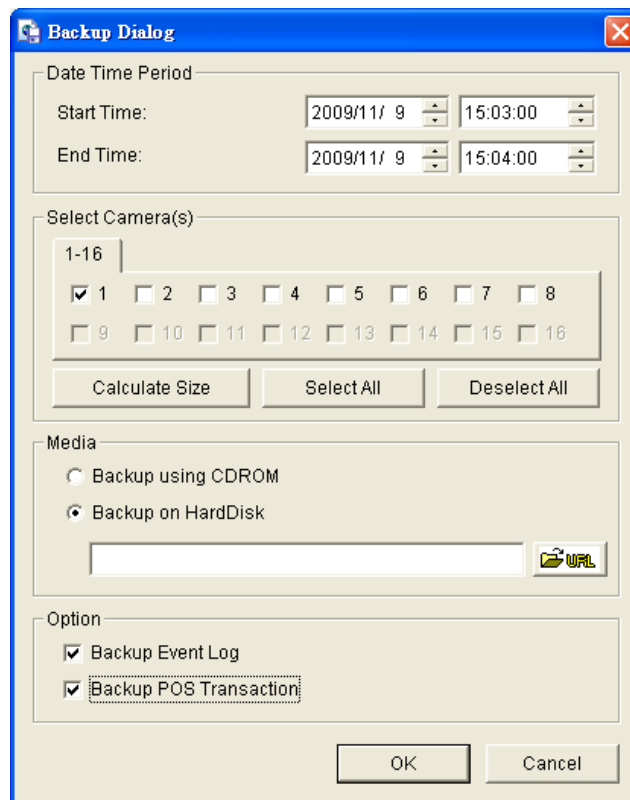 Backup Dialog
Date Time Period
Start Time: 2009/11/ 9 15:03:00
End Time: 2009/11/ 9 15:04:00
Select Camera(s)
1-16
1 2 3 4 5 6 7 8
9 10 11 12 13 14 15 16
Calculate Size Select All Deselect All
Media
Backup using CDROM
Backup on HardDisk
URL
Option
Backup Event Log
Backup POS Transaction
OK Cancel